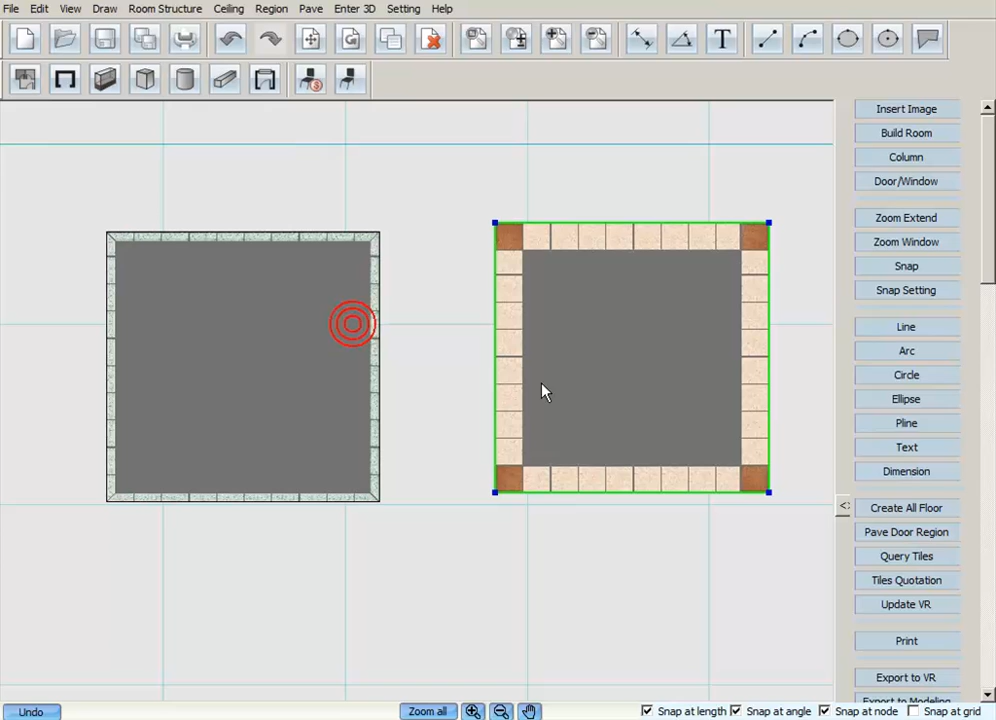 File Edit View Draw Room Structure Ceiling Region Pave Enter 3D Setting Help
T
Insert Image
Build Room
Column
Door/Window
Zoom Extend
Zoom Window
Snap
Snap Setting
Line
Arc
Circle
Ellipse
Pline
Text
Dimension
Create All Floor
Pave Door Region
Query Tiles
Tiles Quotation
Update VR
Print
Export to VR
Export to Modeling
Undo Zoom all Snap at length Snap at angle Snap at node Snap at grid